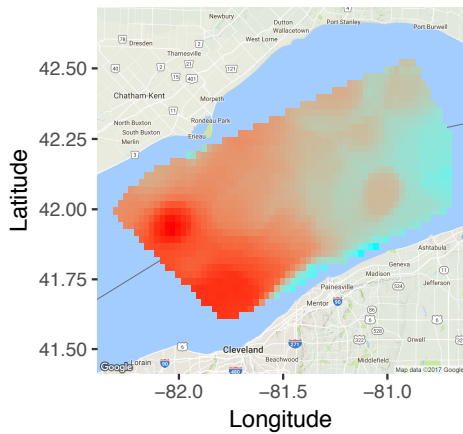 Newbury
Dutton
Port Stanley
Port Burwell
Wallacetown
West Lorne
Dresden
Thamesville
Chatham-Kent
Morpeth
Rondeau Park
North Buxton
Erieau
South Buxton
Merlin
Ashtabula
Geneva
Madison
Painesville
Jefferson
Mentor
Orwell
Cleveland
Lorain
Beachwood
Middlefield
Google
Map data ©2017 Google
42.50
42.25
42.00
41.75
41.50
Latitude
−82.0
−81.5
−81.0
Longitude